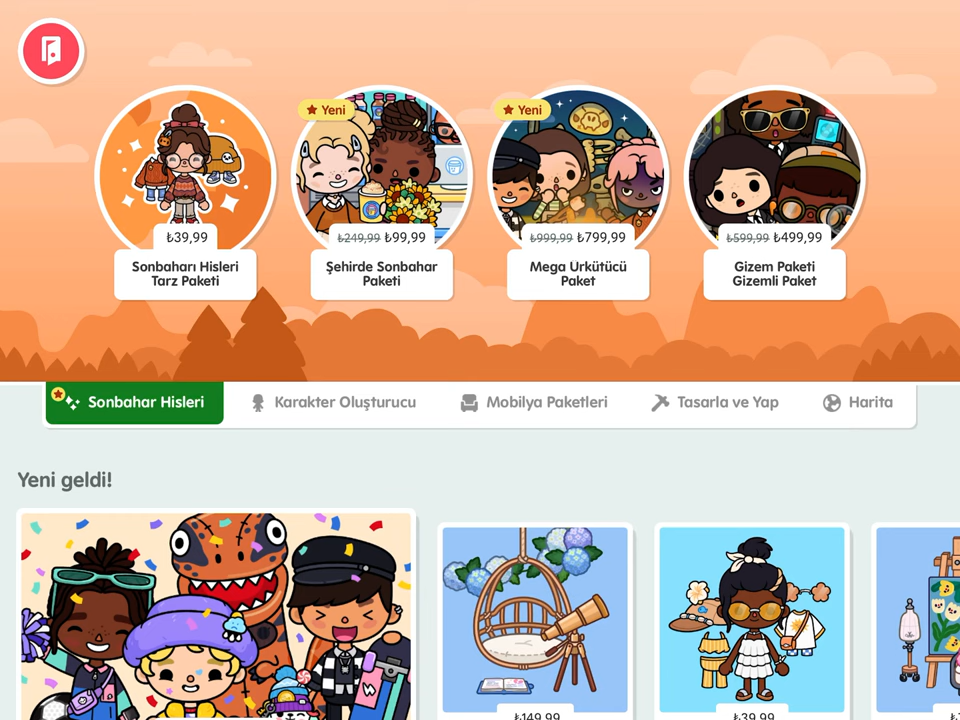 Yeni
Yeni
₺39,99
₺249,99 ₺99,99
₺999,99 ₺799,99
₺599,99 ₺499,99
Sonbaharı Hisleri
Tarz Paketi
Şehirde Sonbahar
Paketi
Mega Ürkütücü
Paket
Gizem Paketi
Gizemli Paket
Sonbahar Hisleri
Karakter Oluşturucu
Mobilya Paketleri
Tasarla ve Yap
Harita
Yeni geldi!
₺149,99
₺39,99